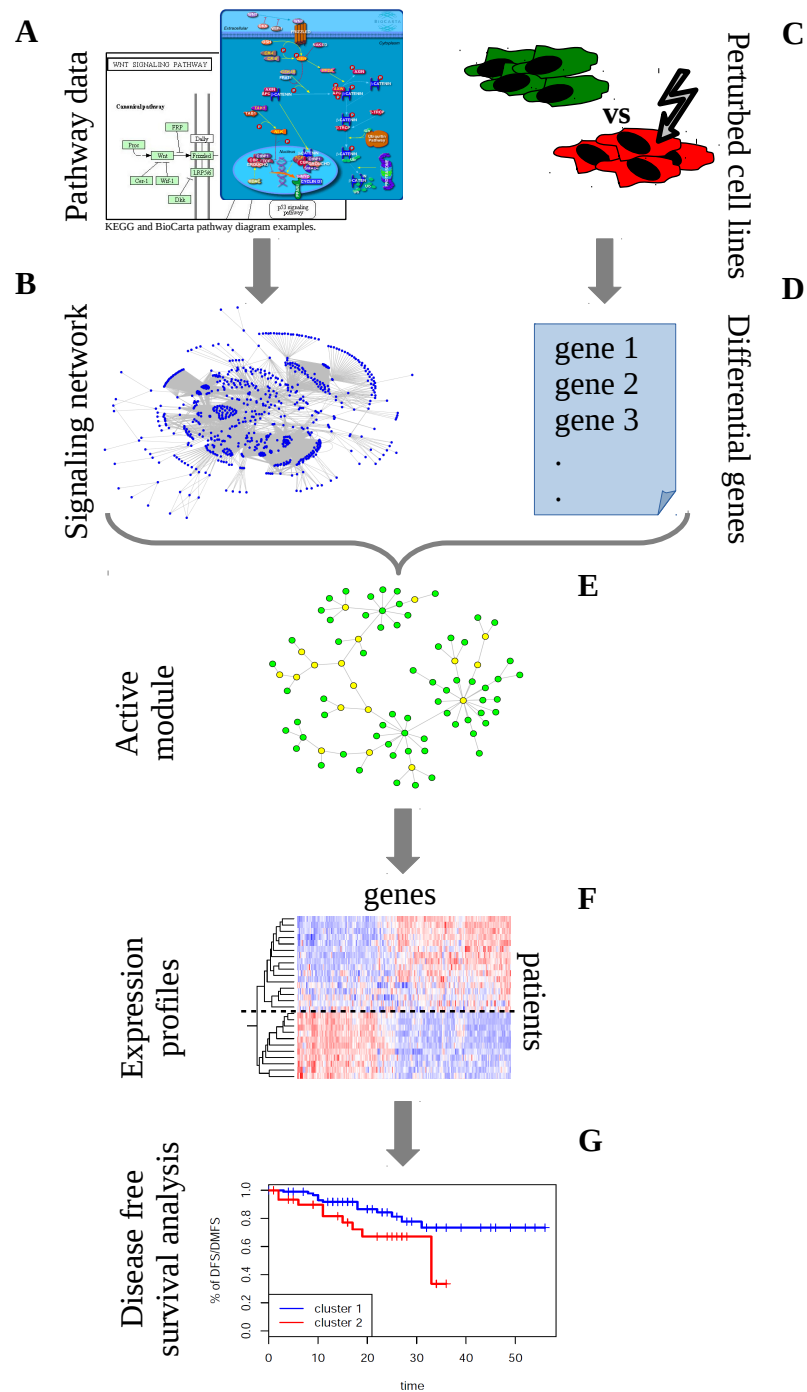 A
Pathway data
WNT SIGNALING PATHWAY
Canonical pathway
Porc
FRP
Dally
Wnt
Frizzled
Cer-1
Wif-1
LRP5/6
Dkk
p53 signaling
pathway
KEGG and BioCarta pathway diagram examples.
C
vs
Perturbed cell lines
B
Signaling network
D
gene 1
gene 2
gene 3
.
.
Differential genes
E
Active
module
F
genes
Expression
profiles
patients
G
Disease free
survival analysis
% of DFS/DMFS
1.0
0.8
0.6
0.4
0.2
0.0
cluster 1
cluster 2
0 10 20 30 40 50
time